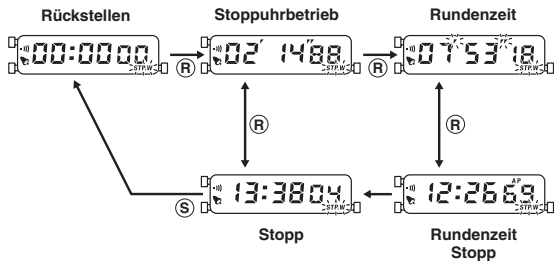 Rückstellen
Stoppuhrbetrieb
Rundenzeit
00:00 00
STP.W
02' 14" 88
STP.W
07' 53" 18
STP.W
R
R
R
R
13:38 04
STP.W
AP
12:26 69
STP.W
S
Stopp
Rundenzeit
Stopp